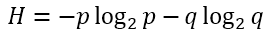 H = −p log₂ p − q log₂ q